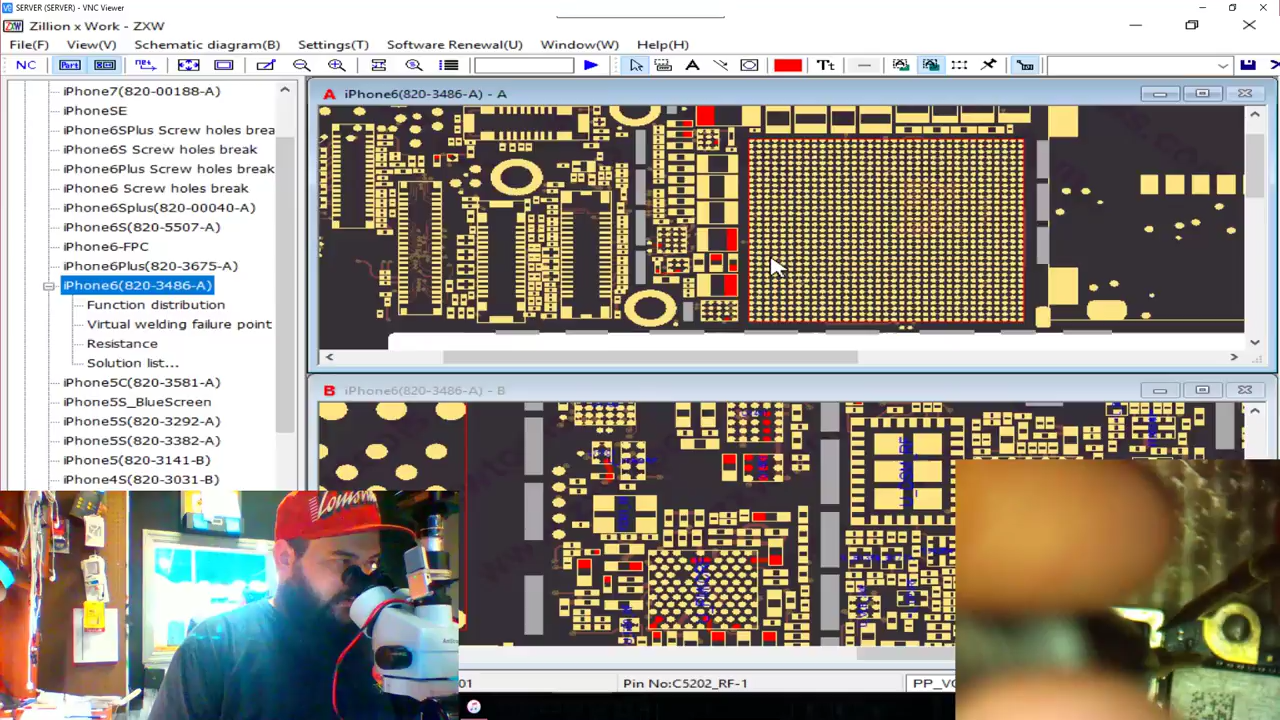 SERVER (SERVER) - VNC Viewer
ZXW Zillion x Work - ZXW
File(F) View(V) Schematic diagram(B) Settings(T) Software Renewal(U) Window(W) Help(H)
NC Part net
iPhone7(820-00188-A)
iPhoneSE
iPhone6SPlus Screw holes brea
iPhone6S Screw holes break
iPhone6Plus Screw holes break
iPhone6 Screw holes break
iPhone6Splus(820-00040-A)
iPhone6S(820-5507-A)
iPhone6-FPC
iPhone6Plus(820-3675-A)
iPhone6(820-3486-A)
Function distribution
Virtual welding failure point
Resistance
Solution list...
iPhone5C(820-3581-A)
iPhone5S_BlueScreen
iPhone5S(820-3292-A)
iPhone5S(820-3382-A)
iPhone5(820-3141-B)
iPhone4S(820-3031-B)
A iPhone6(820-3486-A) - A
B iPhone6(820-3486-A) - B
01 Pin No:C5202_RF-1